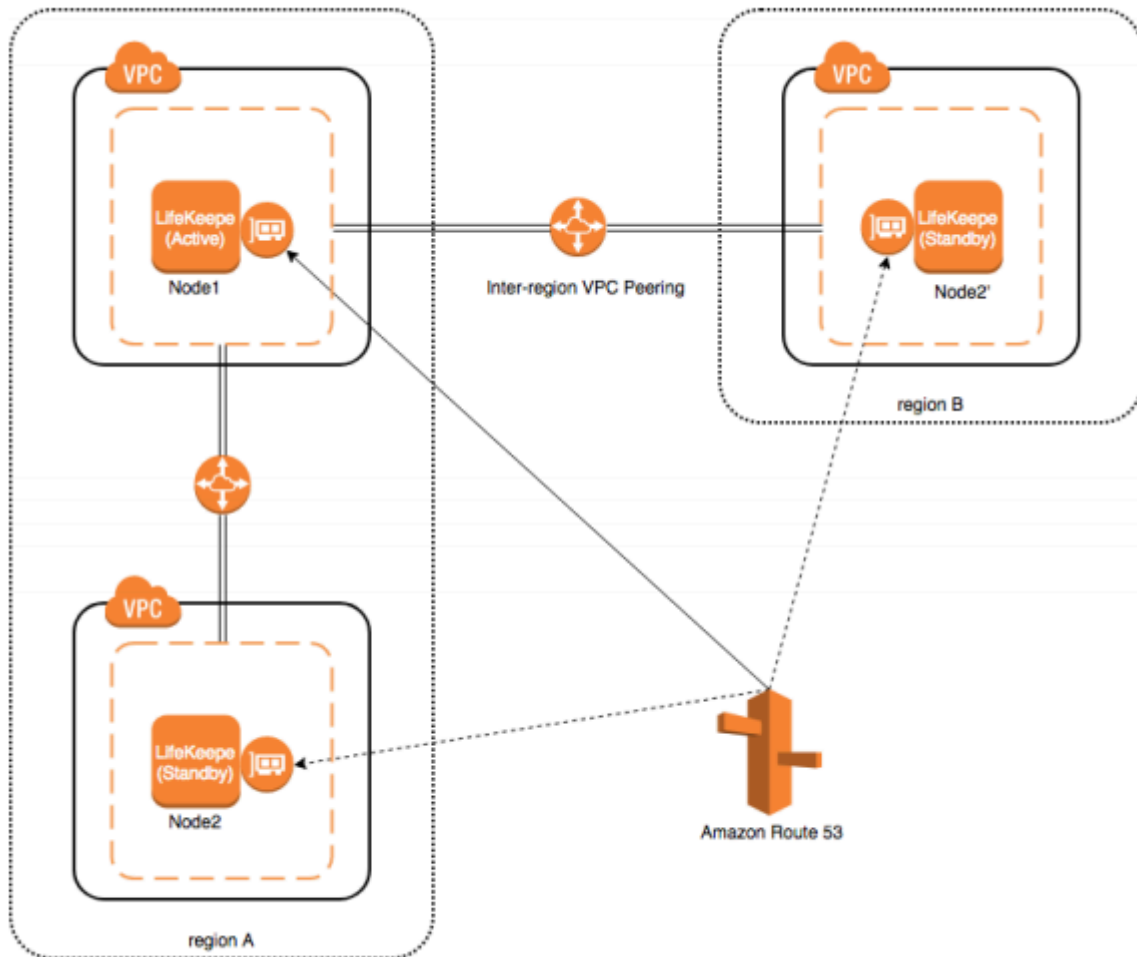 VPC
VPC
LifeKeepe
(Active)
Node1
Inter-region VPC Peering
LifeKeepe
(Standby)
Node2'
region B
VPC
LifeKeepe
(Standby)
Node2
Amazon Route 53
region A